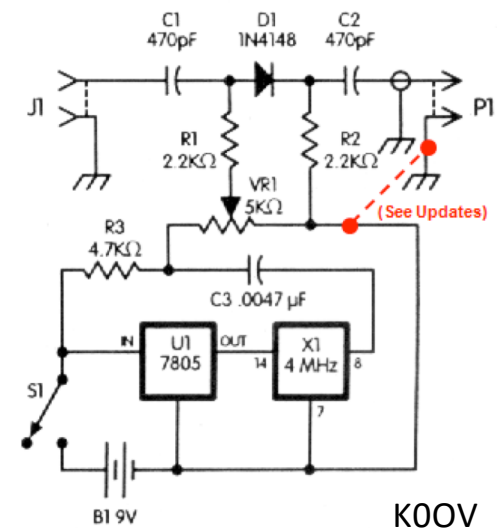 C1
470pF
D1
1N4148
C2
470pF
J1
P1
R1
2.2KΩ
R2
2.2KΩ
VR1
5KΩ
(See Updates)
R3
4.7KΩ
C3 .0047 µF
IN
U1
7805
OUT
14
X1
4 MHz
8
7
S1
B1 9V
K0OV